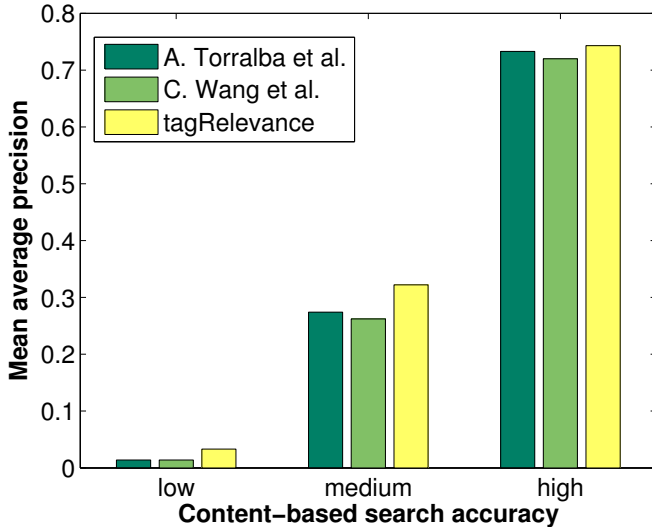 0.8
0.7
0.6
0.5
0.4
0.3
0.2
0.1
0
Mean average precision
A. Torralba et al.
C. Wang et al.
tagRelevance
low medium high
Content-based search accuracy